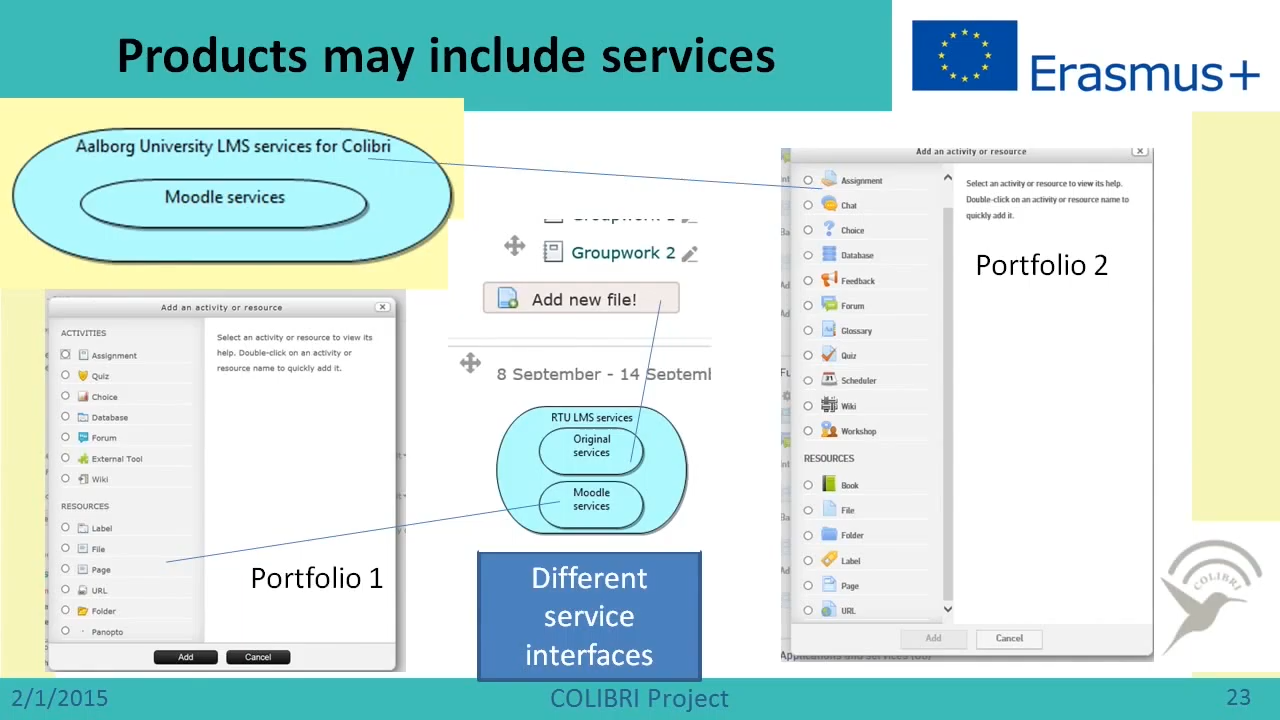 Products may include services
Erasmus+
Aalborg University LMS services for Colibri
Moodle services
Groupwork 2
Add new file!
8 September - 14 Septem
RTU LMS services
Original
services
Moodle
services
Different
service
interfaces
Add an activity or resource
ACTIVITIES
Assignment
Quiz
Choice
Database
Forum
External Tool
Wiki
RESOURCES
Label
File
Page
URL
Folder
Panopto
Select an activity or resource to view its
help. Double-click on an activity or
resource name to quickly add it.
Portfolio 1
Add
Cancel
Add an activity or resource
Assignment
Chat
Choice
Database
Feedback
Forum
Glossary
Quiz
Scheduler
Wiki
Workshop
RESOURCES
Book
File
Folder
Label
Page
URL
Select an activity or resource to view its help.
Double-click on an activity or resource name to
quickly add it.
Portfolio 2
Add
Cancel
COLIBRI
2/1/2015
COLIBRI Project
23